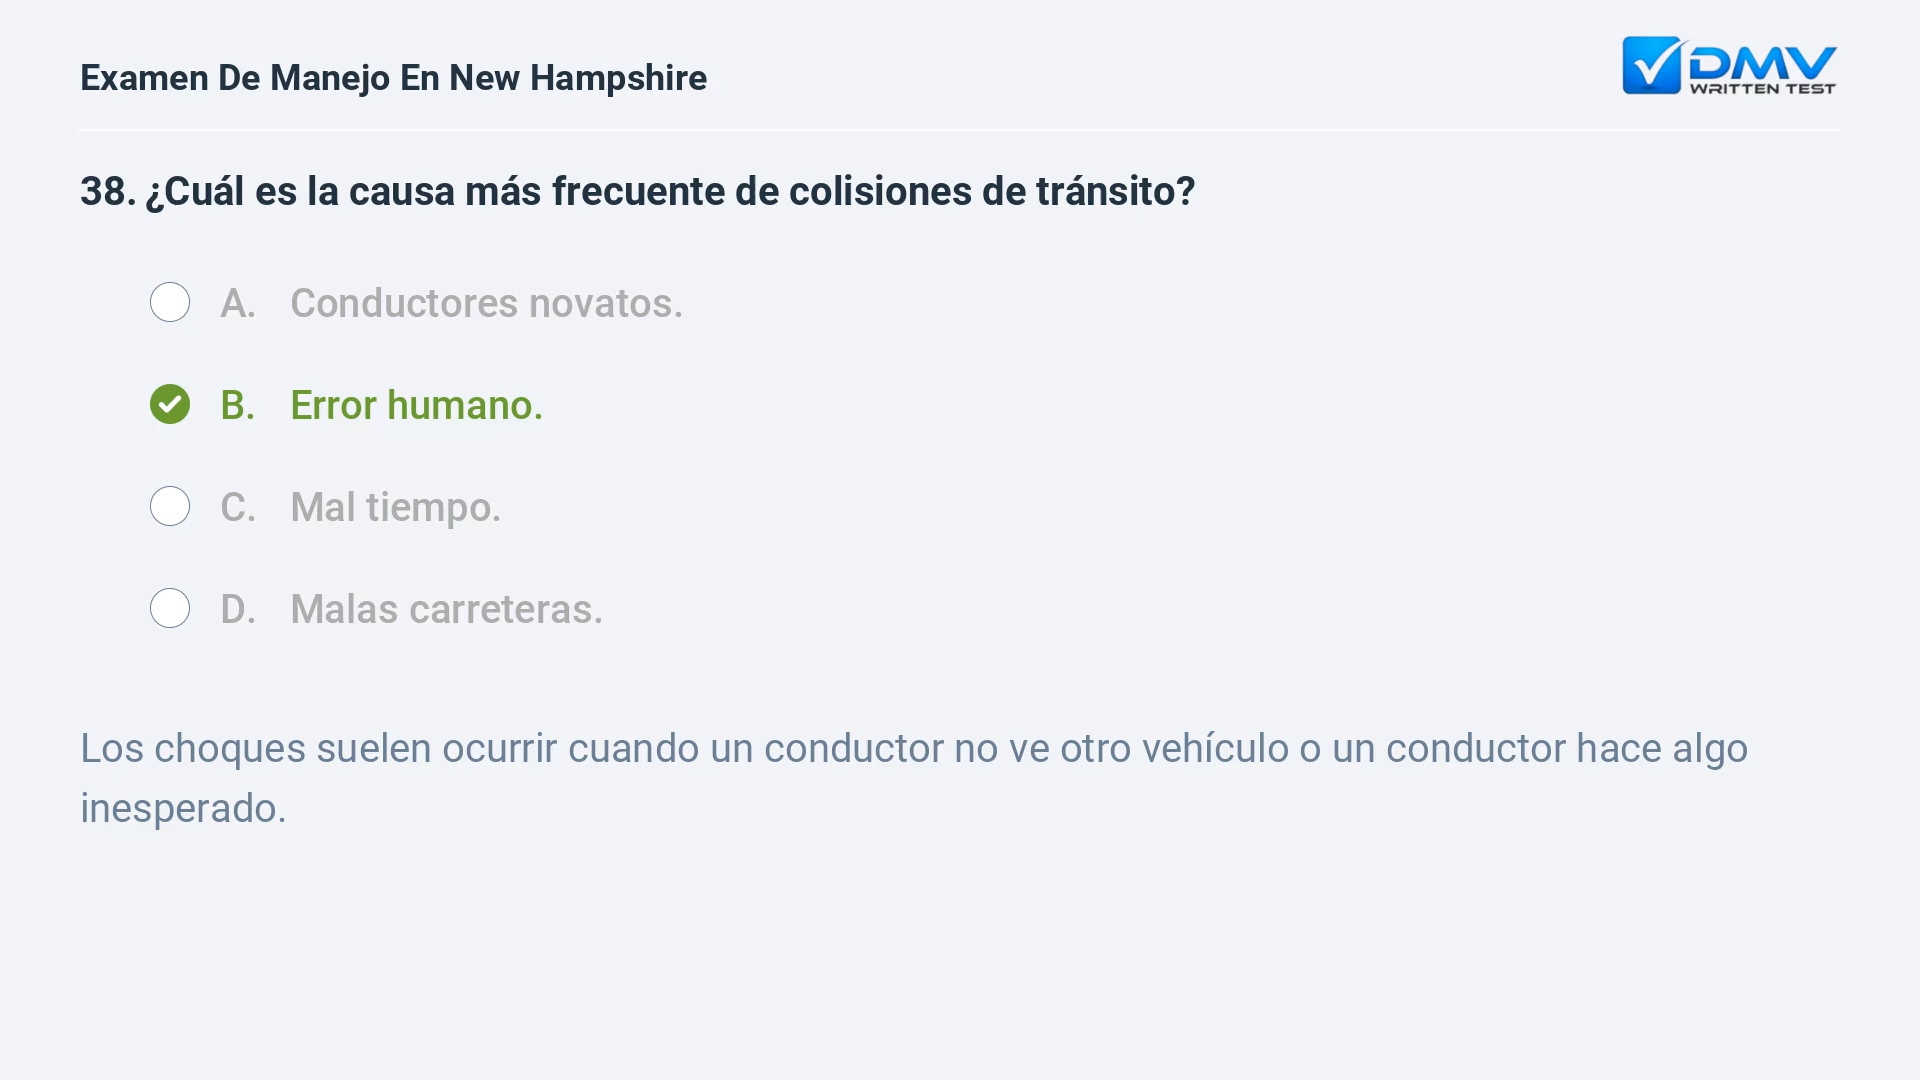 Examen De Manejo En New Hampshire
DMV
WRITTEN TEST
38. ¿Cuál es la causa más frecuente de colisiones de tránsito?
A. Conductores novatos.
B. Error humano.
C. Mal tiempo.
D. Malas carreteras.
Los choques suelen ocurrir cuando un conductor no ve otro vehículo o un conductor hace algo
inesperado.